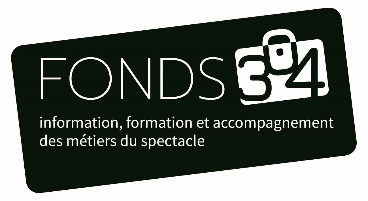 FONDS 304
information, formation et accompagnement
des métiers du spectacle